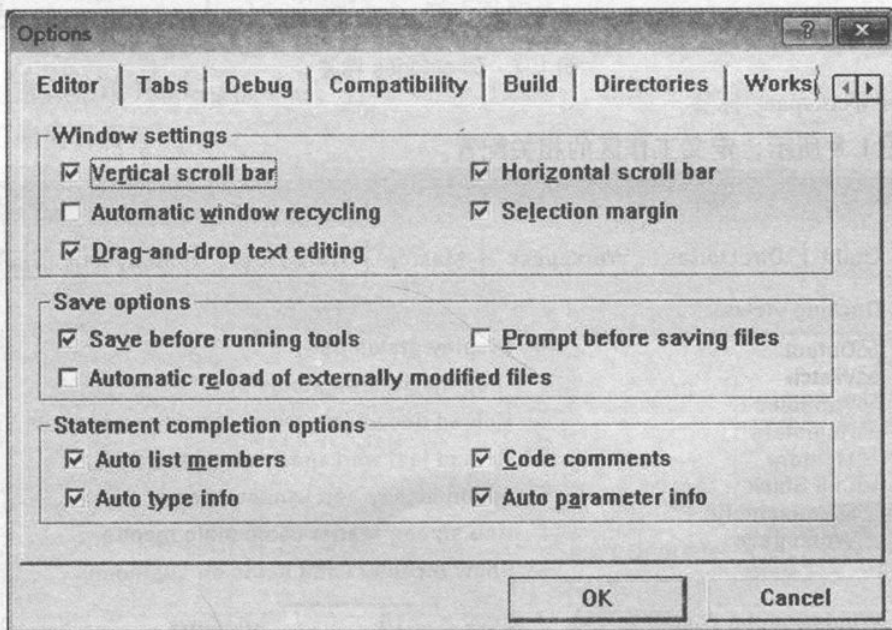 Options
Editor Tabs Debug Compatibility Build Directories Works
Window settings
Vertical scroll bar Horizontal scroll bar
Automatic window recycling Selection margin
Drag-and-drop text editing
Save options
Save before running tools Prompt before saving files
Automatic reload of externally modified files
Statement completion options
Auto list members Code comments
Auto type info Auto parameter info
OK Cancel